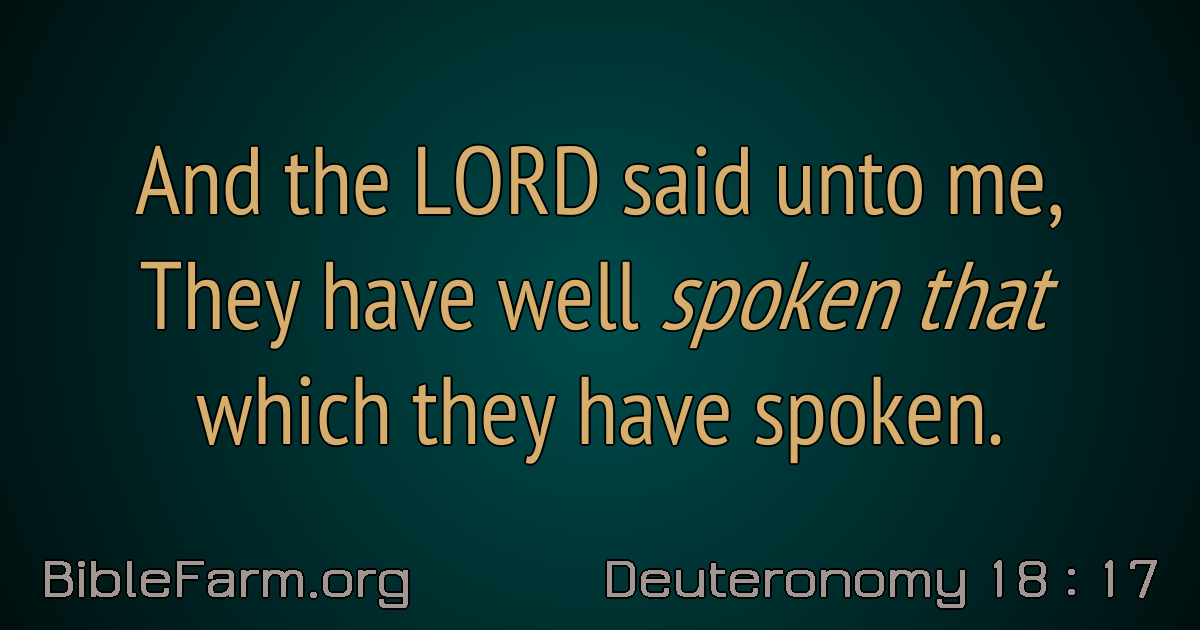 And the LORD said unto me,
They have well spoken that
which they have spoken.
BibleFarm.org
Deuteronomy 18 : 17